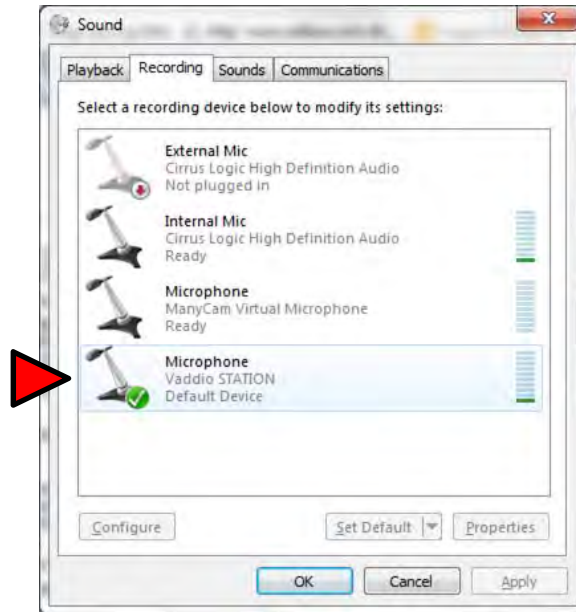 Sound
Playback Recording Sounds Communications
Select a recording device below to modify its settings:
External Mic
Cirrus Logic High Definition Audio
Not plugged in
Internal Mic
Cirrus Logic High Definition Audio
Ready
Microphone
ManyCam Virtual Microphone
Ready
Microphone
Vaddio STATION
Default Device
Configure Set Default Properties
OK Cancel Apply